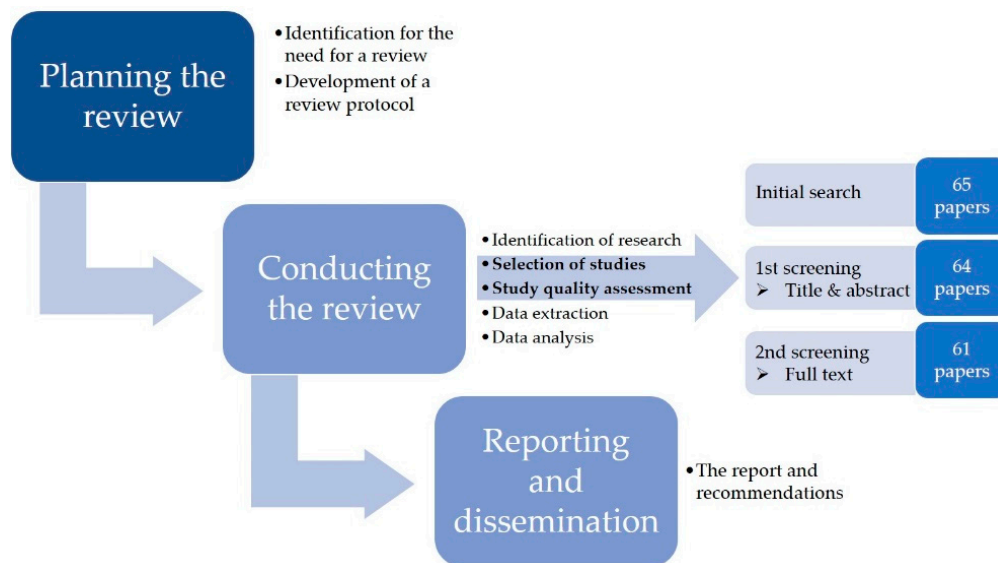 Planning the
review
•Identification for the
need for a review
•Development of a
review protocol
Conducting
the review
•Identification of research
•Selection of studies
•Study quality assessment
•Data extraction
•Data analysis
Initial search
65
papers
1st screening
➢ Title & abstract
64
papers
2nd screening
➢ Full text
61
papers
Reporting
and
dissemination
•The report and
recommendations